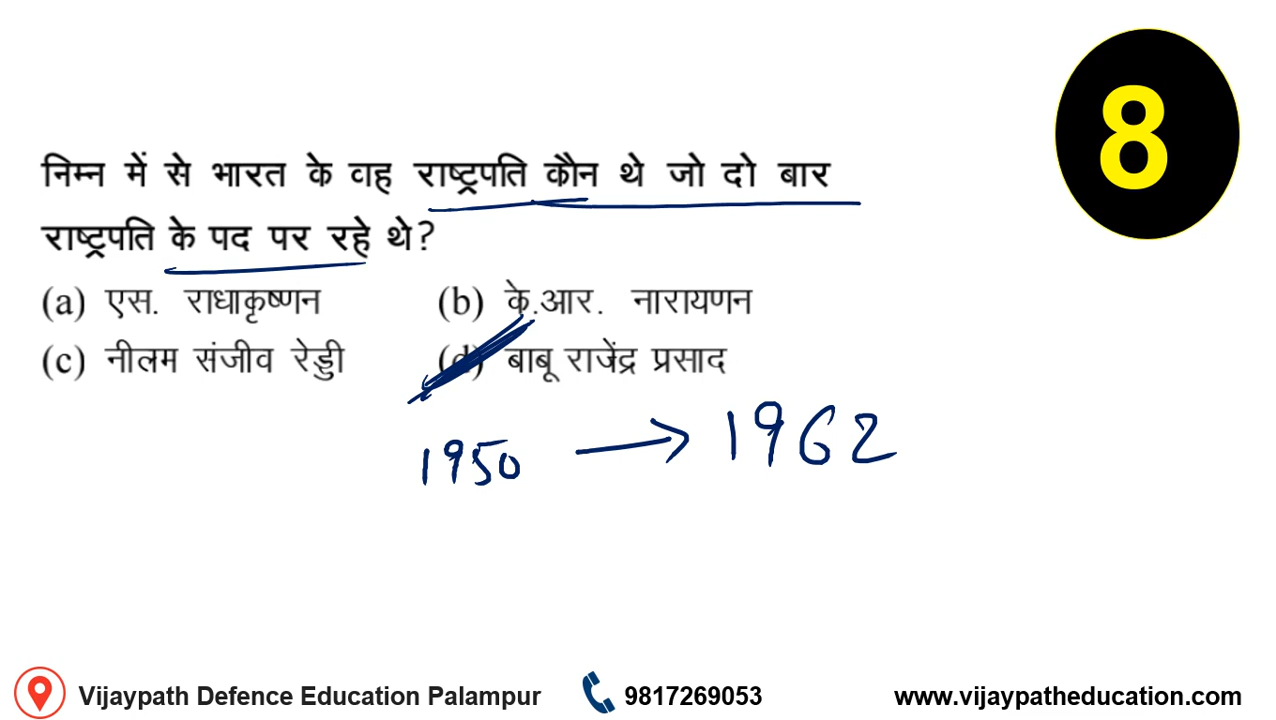 8
निम्न में से भारत के वह राष्ट्रपति कौन थे जो दो बार
राष्ट्रपति के पद पर रहे थे?
(a) एस. राधाकृष्णन (b) के.आर. नारायणन
(c) नीलम संजीव रेड्डी (d) बाबू राजेंद्र प्रसाद
1950 → 1962
Vijaypath Defence Education Palampur 9817269053 www.vijaypatheducation.com